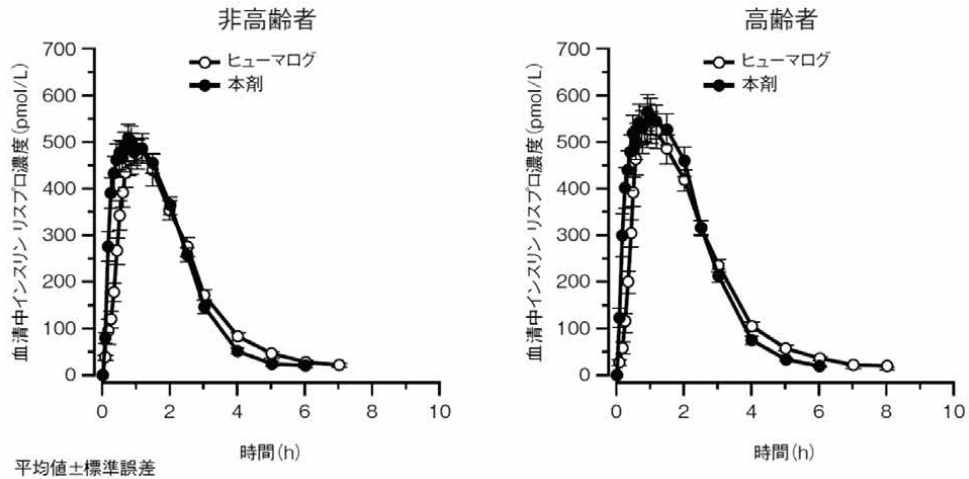 非高齢者
700
600
500
400
300
200
100
0
血清中インスリン リスプロ濃度(pmol/L)
ヒューマログ
本剤
0 2 4 6 8 10
時間(h)
高齢者
700
600
500
400
300
200
100
0
血清中インスリン リスプロ濃度(pmol/L)
ヒューマログ
本剤
0 2 4 6 8 10
時間(h)
平均値±標準誤差